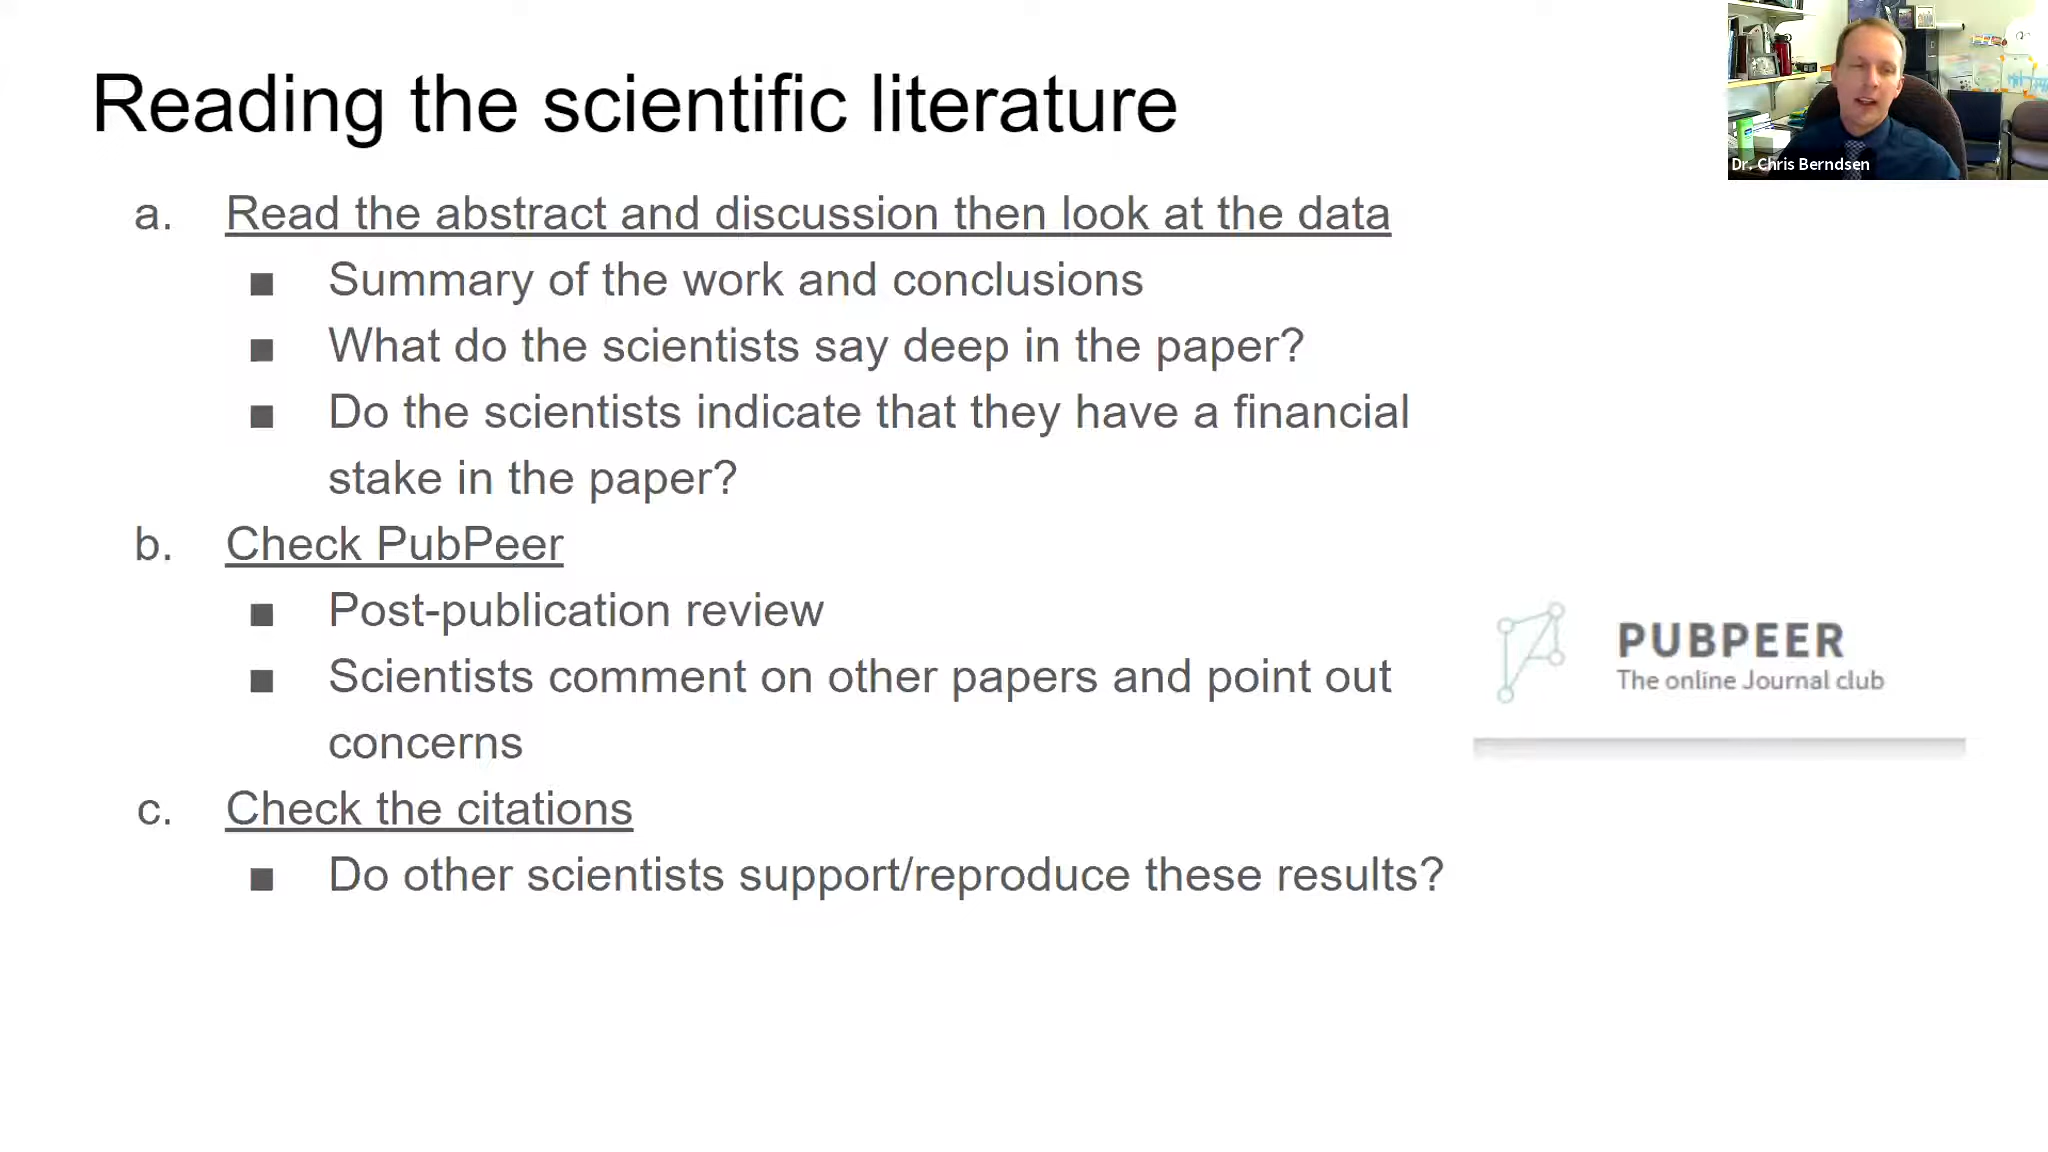 Reading the scientific literature
Dr. Chris Berndsen
a. Read the abstract and discussion then look at the data
■ Summary of the work and conclusions
■ What do the scientists say deep in the paper?
■ Do the scientists indicate that they have a financial
stake in the paper?
b. Check PubPeer
■ Post-publication review
■ Scientists comment on other papers and point out
concerns
PUBPEER
The online Journal club
c. Check the citations
■ Do other scientists support/reproduce these results?